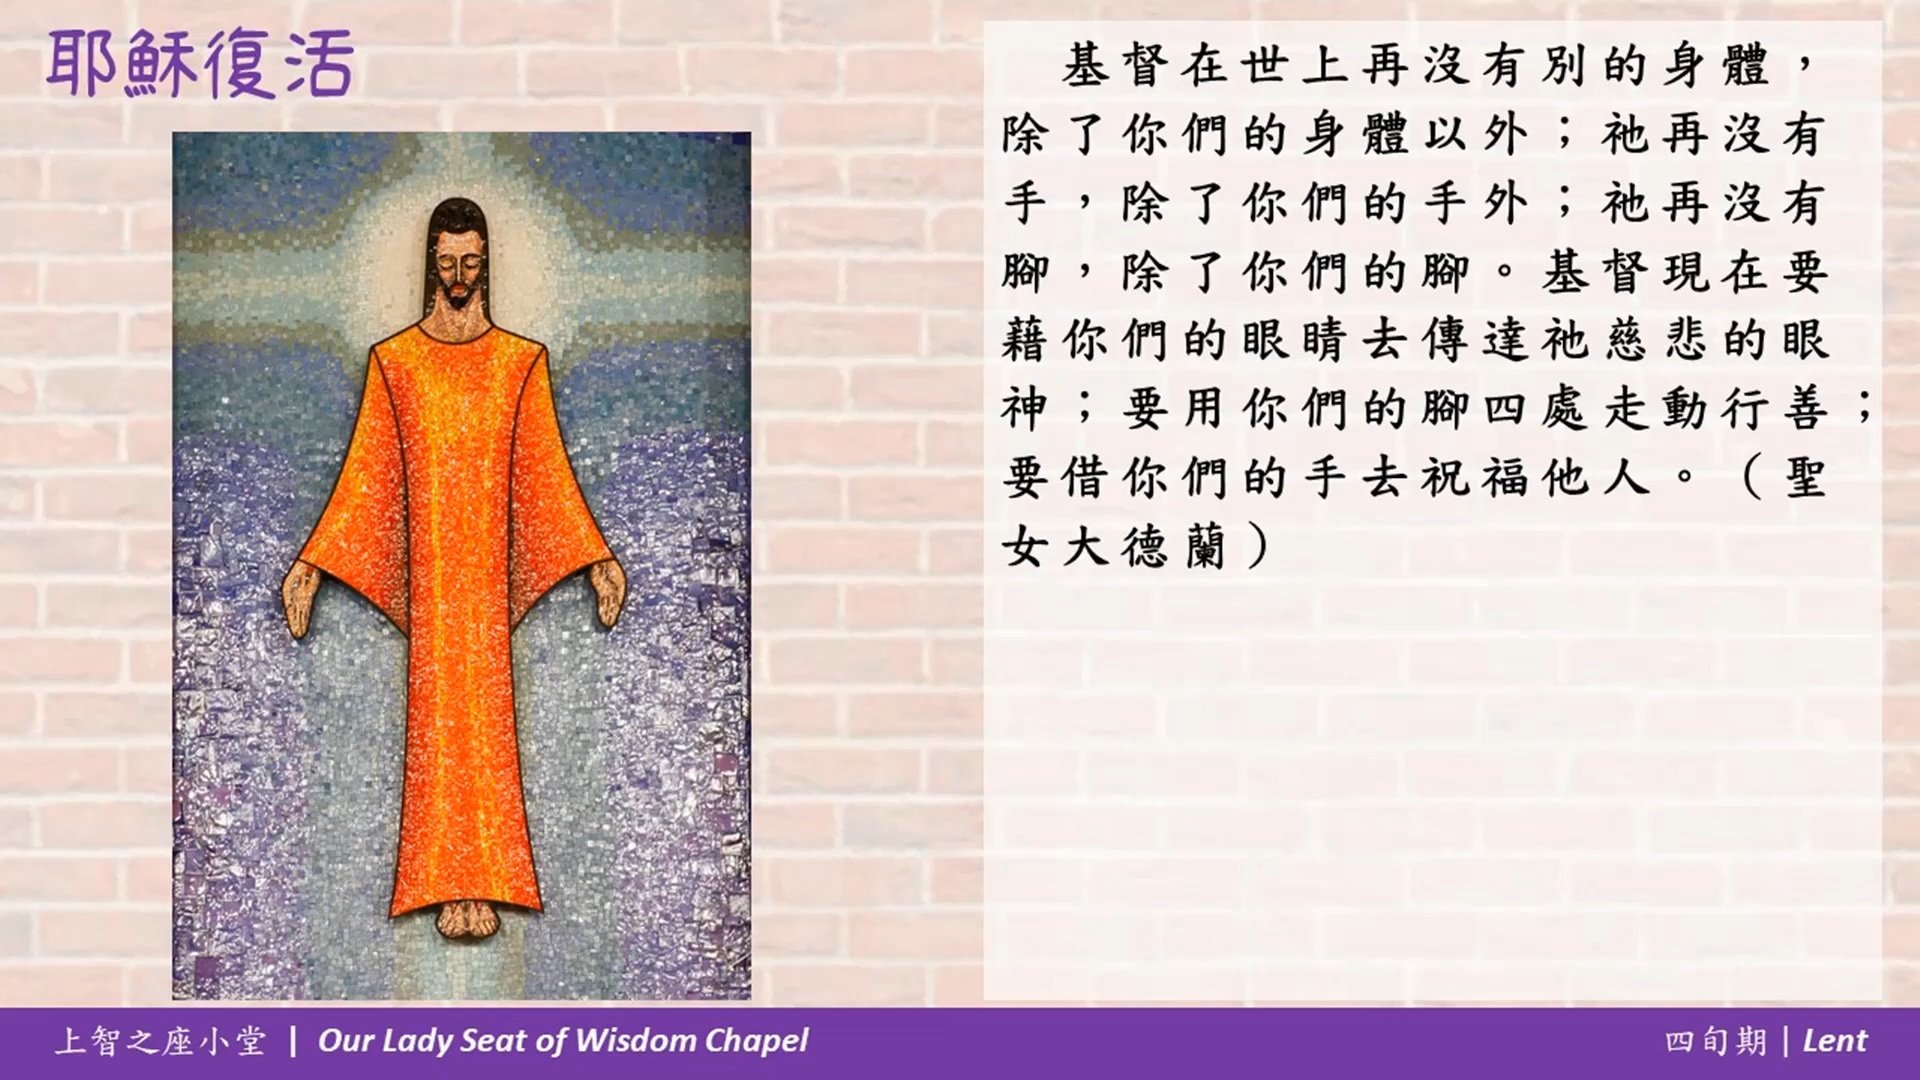 耶穌復活
基督在世上再沒有別的身體，
除了你們的身體以外；祂再沒有
手，除了你們的手外；祂再沒有
腳，除了你們的腳。基督現在要
藉你們的眼睛去傳達祂慈悲的眼
神；要用你們的腳四處走動行善；
要借你們的手去祝福他人。（聖
女大德蘭）
上智之座小堂 | Our Lady Seat of Wisdom Chapel
四旬期 | Lent